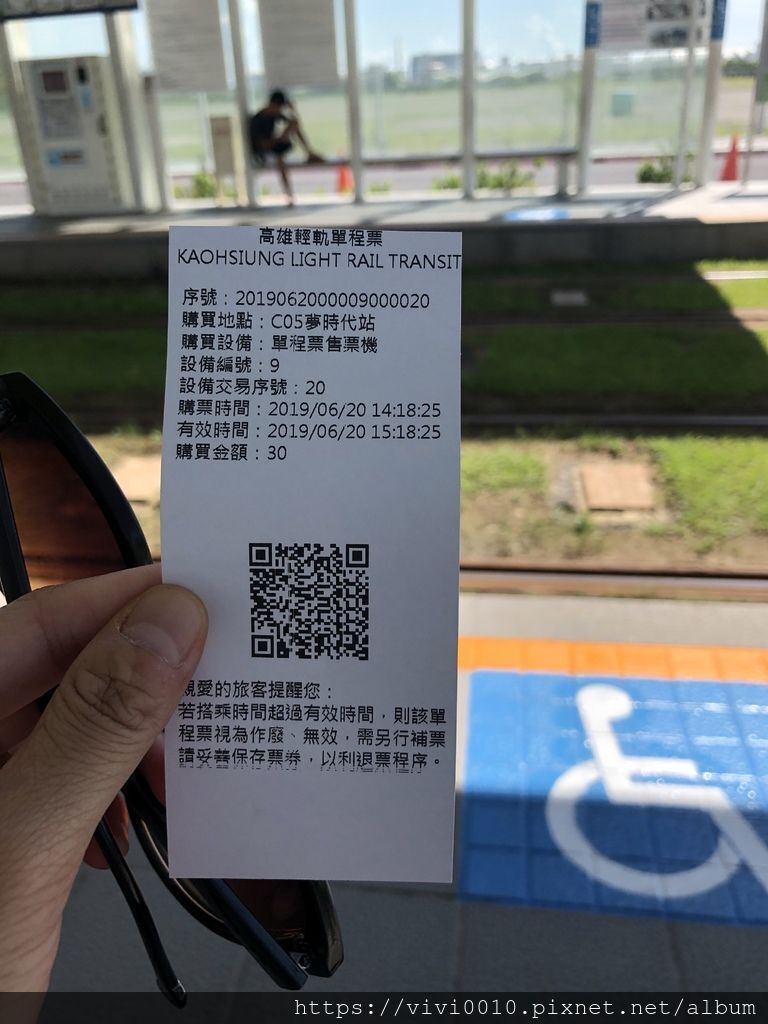 高雄輕軌單程票
KAOHSIUNG LIGHT RAIL TRANSIT
序號：2019062000009000020
購買地點：C05夢時代站
購買設備：單程票售票機
設備編號：9
設備交易序號：20
購票時間：2019/06/20 14:18:25
有效時間：2019/06/20 15:18:25
購買金額：30
親愛的旅客提醒您：
若搭乘時間超過有效時間，則該單
程票視為作廢、無效，需另行補票
請妥善保存票券，以利退票程序。
https://vivi0010.pixnet.net/album